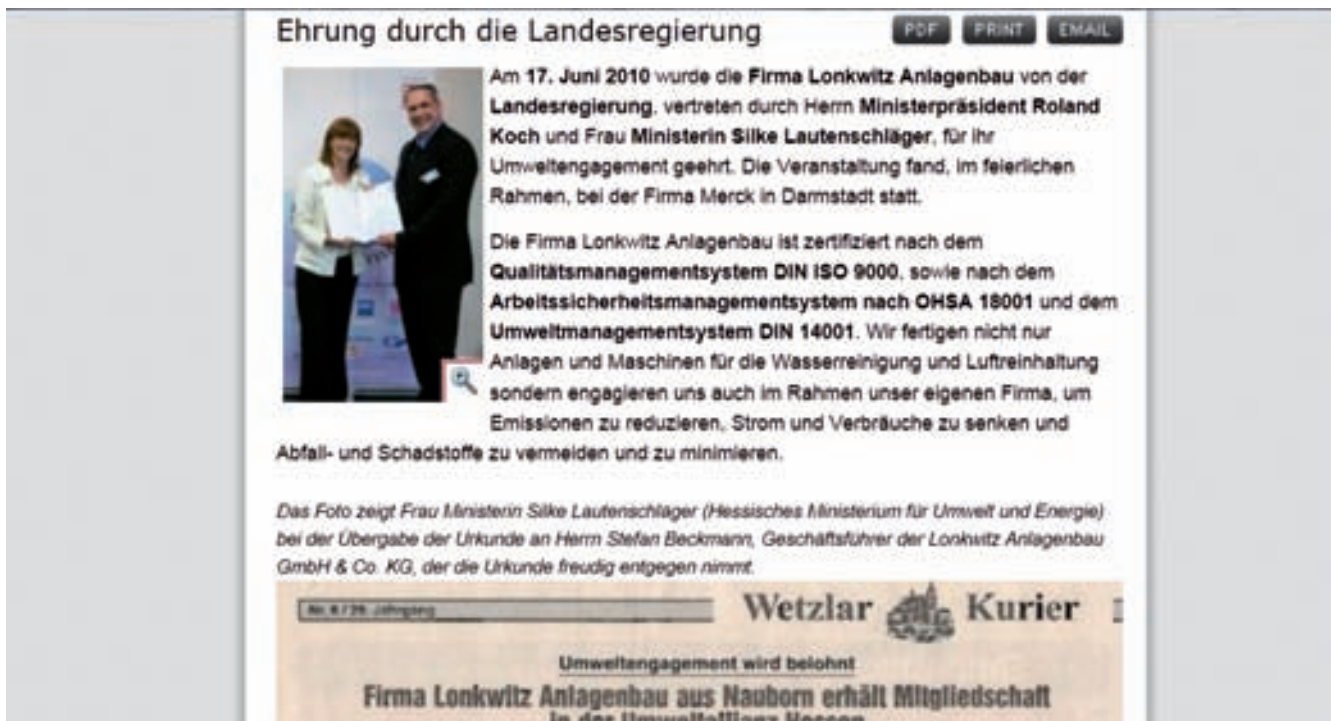 Ehrung durch die Landesregierung
PDF PRINT EMAIL
Am 17. Juni 2010 wurde die Firma Lonkwitz Anlagenbau von der
Landesregierung, vertreten durch Herrn Ministerpräsident Roland
Koch und Frau Ministerin Silke Lautenschläger, für ihr
Umweltengagement geehrt. Die Veranstaltung fand, im feierlichen
Rahmen, bei der Firma Merck in Darmstadt statt.
Die Firma Lonkwitz Anlagenbau ist zertifiziert nach dem
Qualitätsmanagementsystem DIN ISO 9000, sowie nach dem
Arbeitssicherheitsmanagementsystem nach OHSA 18001 und dem
Umweltmanagementsystem DIN 14001. Wir fertigen nicht nur
Anlagen und Maschinen für die Wasserreinigung und Luftreinhaltung
sondern engagieren uns auch im Rahmen unser eigenen Firma, um
Emissionen zu reduzieren, Strom und Verbräuche zu senken und
Abfall- und Schadstoffe zu vermeiden und zu minimieren.
Das Foto zeigt Frau Ministerin Silke Lautenschläger (Hessisches Ministerium für Umwelt und Energie)
bei der Übergabe der Urkunde an Herrn Stefan Beckmann, Geschäftsführer der Lonkwitz Anlagenbau
GmbH & Co. KG, der die Urkunde freudig entgegen nimmt.
Jahrgang
Wetzlar Kurier
Umweltengagement wird belohnt
Firma Lonkwitz Anlagenbau aus Nauborn erhält Mitgliedschaft
in der Umweltallianz Hessen